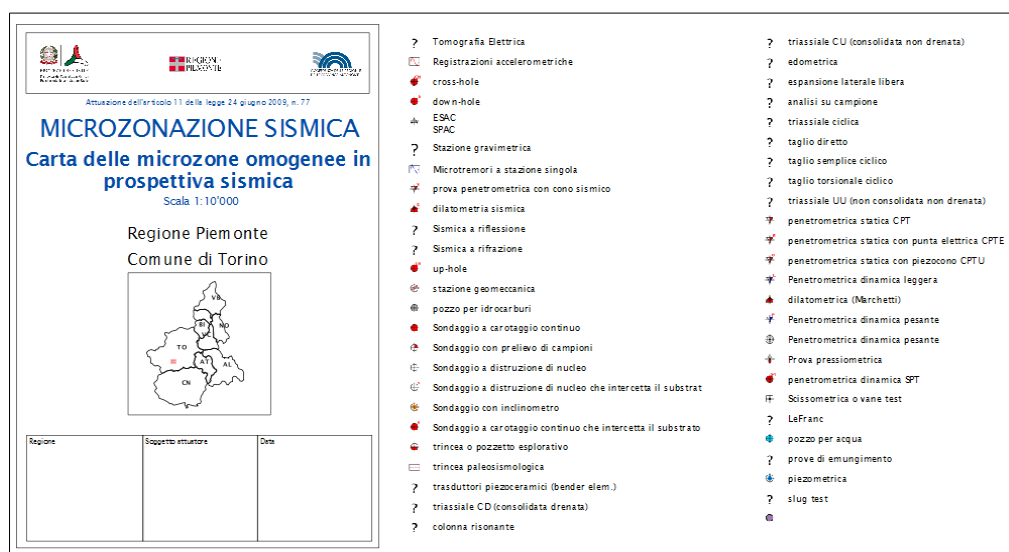 REGIONE
PIEMONTE
Attuazione dell'articolo 11 della legge 24 giugno 2009, n. 77
MICROZONAZIONE SISMICA
Carta delle microzone omogenee in
prospettiva sismica
Scala 1:10'000
Regione Piemonte
Comune di Torino
VB
BI
NO
VC
TO
AT
AL
CN
Regione
Soggetto attuatore
Data
? Tomografia Elettrica
Registrazioni accelerometriche
cross-hole
down-hole
ESAC
SPAC
? Stazione gravimetrica
Microtremori a stazione singola
prova penetrometrica con cono sismico
dilatometria sismica
? Sismica a riflessione
? Sismica a rifrazione
up-hole
stazione geomeccanica
pozzo per idrocarburi
Sondaggio a carotaggio continuo
Sondaggio con prelievo di campioni
Sondaggio a distruzione di nucleo
Sondaggio a distruzione di nucleo che intercetta il substrat
Sondaggio con inclinometro
Sondaggio a carotaggio continuo che intercetta il substrato
trincea o pozzetto esplorativo
trincea paleosismologica
? trasduttori piezoceramici (bender elem.)
? triassiale CD (consolidata drenata)
? colonna risonante
? triassiale CU (consolidata non drenata)
? edometrica
? espansione laterale libera
? analisi su campione
? triassiale ciclica
? taglio diretto
? taglio semplice ciclico
? taglio torsionale ciclico
? triassiale UU (non consolidata non drenata)
penetrometrica statica CPT
penetrometrica statica con punta elettrica CPTE
penetrometrica statica con piezocono CPTU
Penetrometrica dinamica leggera
dilatometrica (Marchetti)
Penetrometrica dinamica pesante
Penetrometrica dinamica pesante
Prova pressiometrica
penetrometrica dinamica SPT
Scissometrica o vane test
? LeFranc
pozzo per acqua
? prove di emungimento
piezometrica
? slug test